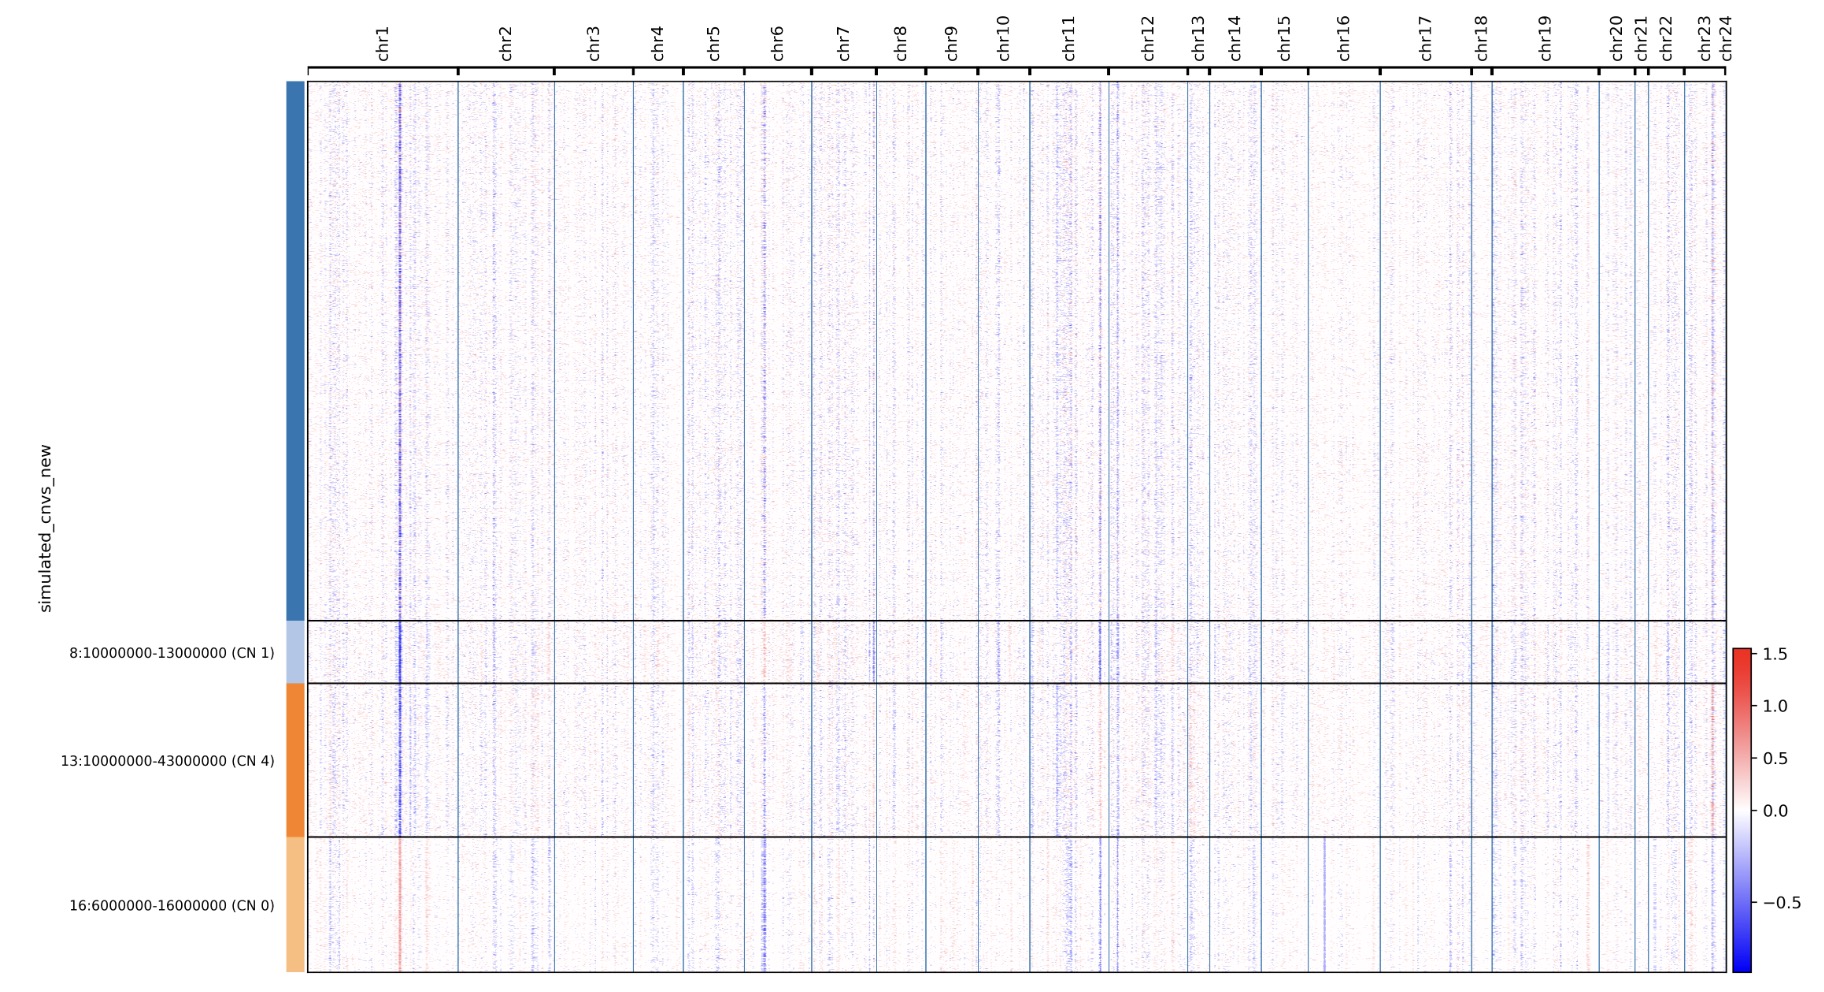 chr1
chr2
chr3
chr4
chr5
chr6
chr7
chr8
chr9
chr10
chr11
chr12
chr13
chr14
chr15
chr16
chr17
chr18
chr19
chr20
chr21
chr22
chr23
chr24
simulated_cnvs_new
8:10000000-13000000 (CN 1)
13:10000000-43000000 (CN 4)
16:6000000-16000000 (CN 0)
1.5
1.0
0.5
0.0
−0.5